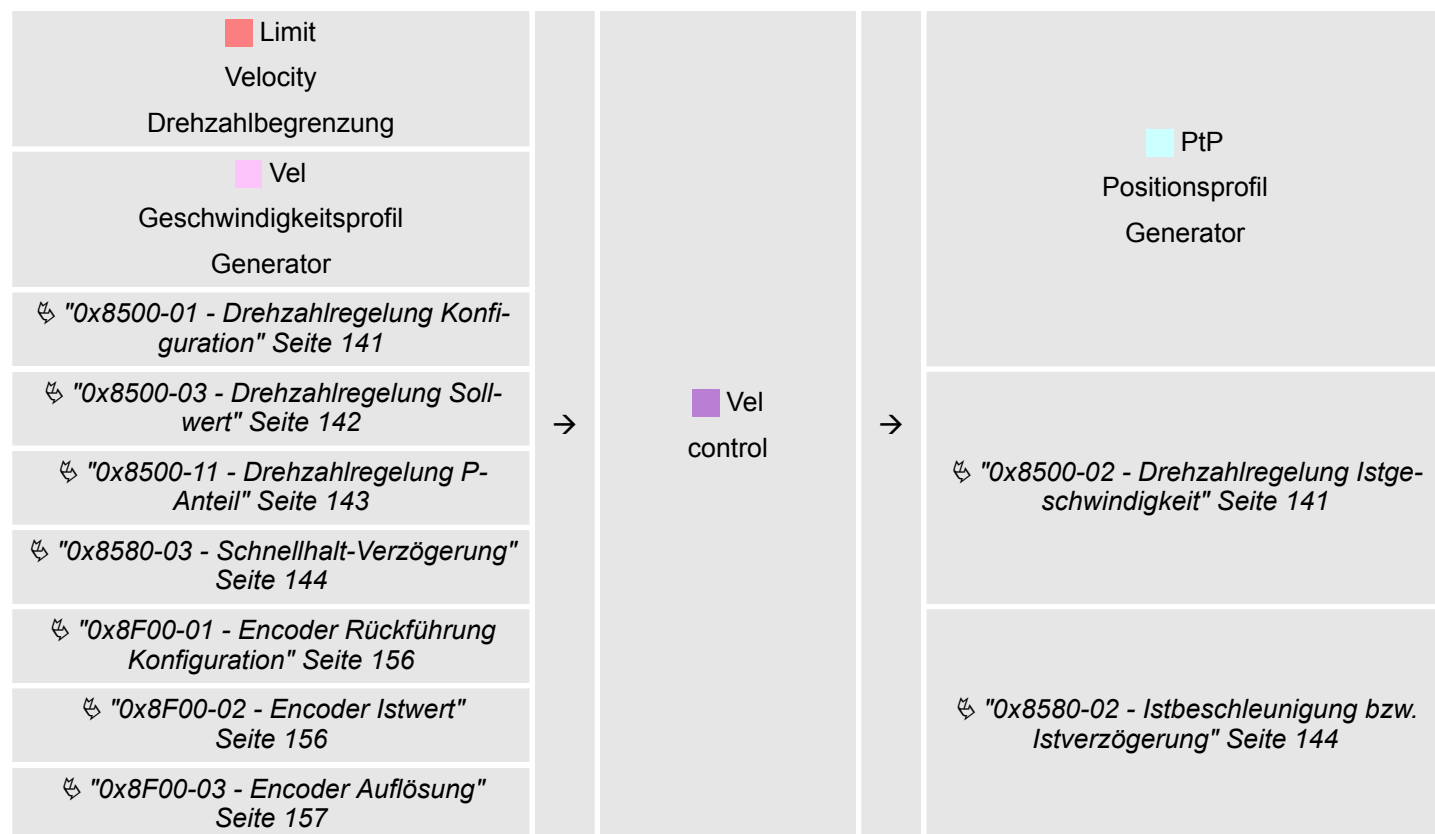 Limit
Velocity
Drehzahlbegrenzung
Vel
Geschwindigkeitsprofil
Generator
"0x8500-01 - Drehzahlregelung Konfi-
guration" Seite 141
"0x8500-03 - Drehzahlregelung Soll-
wert" Seite 142
"0x8500-11 - Drehzahlregelung P-
Anteil" Seite 143
"0x8580-03 - Schnellhalt-Verzögerung"
Seite 144
"0x8F00-01 - Encoder Rückführung
Konfiguration" Seite 156
"0x8F00-02 - Encoder Istwert"
Seite 156
"0x8F00-03 - Encoder Auflösung"
Seite 157
→
Vel
control
→
PtP
Positionsprofil
Generator
"0x8500-02 - Drehzahlregelung Istge-
schwindigkeit" Seite 141
"0x8580-02 - Istbeschleunigung bzw.
Istverzögerung" Seite 144